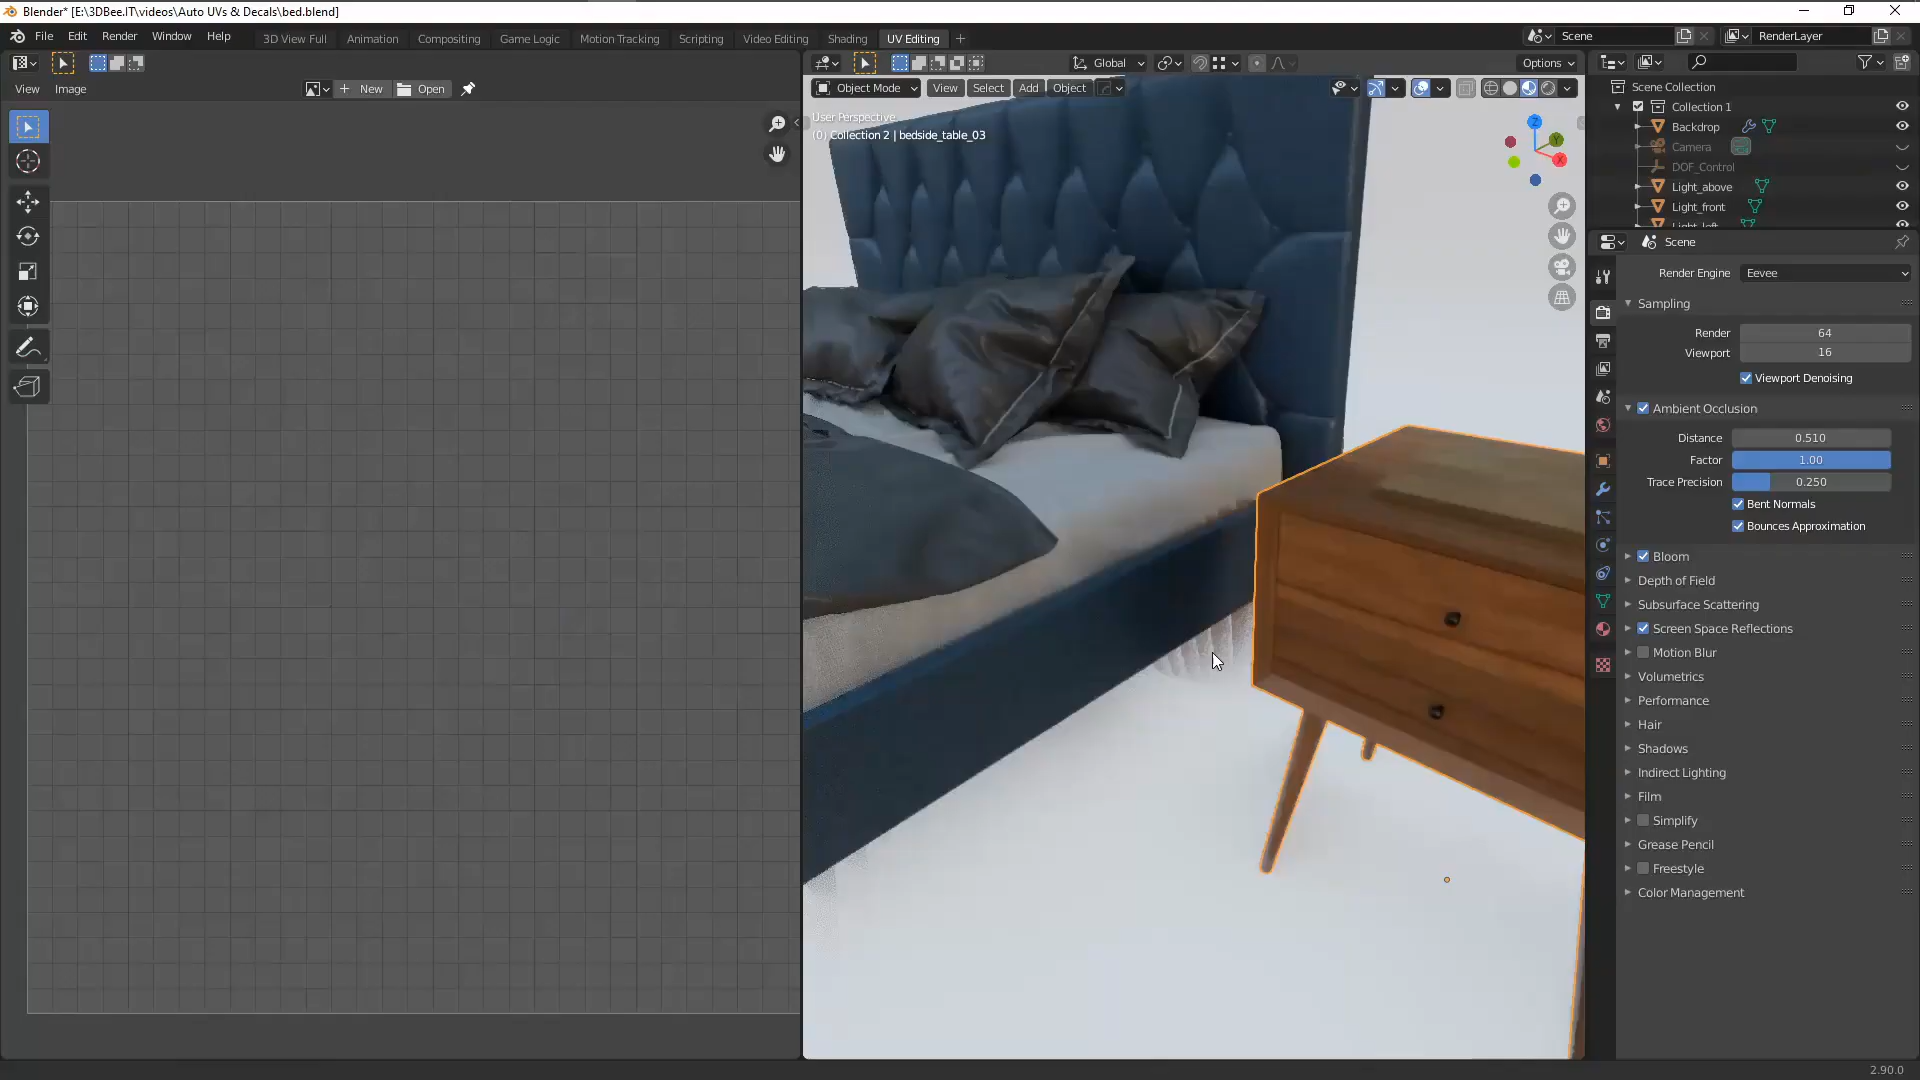 Blender* [E:\3DBee.IT\videos\Auto UVs & Decals\bed.blend]
File Edit Render Window Help
3D View Full Animation Compositing Game Logic Motion Tracking Scripting Video Editing Shading UV Editing
Scene
RenderLayer
Global
Options
View Image
New
Open
Object Mode
View Select Add Object
User Perspective
(0) Collection 2 | bedside_table_03
Z
Y
X
Scene Collection
Collection 1
Backdrop
Camera
DOF_Control
Light_above
Light_front
Light_left
Scene
Render Engine Eevee
Sampling
Render 64
Viewport 16
Viewport Denoising
Ambient Occlusion
Distance 0.510
Factor 1.00
Trace Precision 0.250
Bent Normals
Bounces Approximation
Bloom
Depth of Field
Subsurface Scattering
Screen Space Reflections
Motion Blur
Volumetrics
Performance
Hair
Shadows
Indirect Lighting
Film
Simplify
Grease Pencil
Freestyle
Color Management
2.90.0